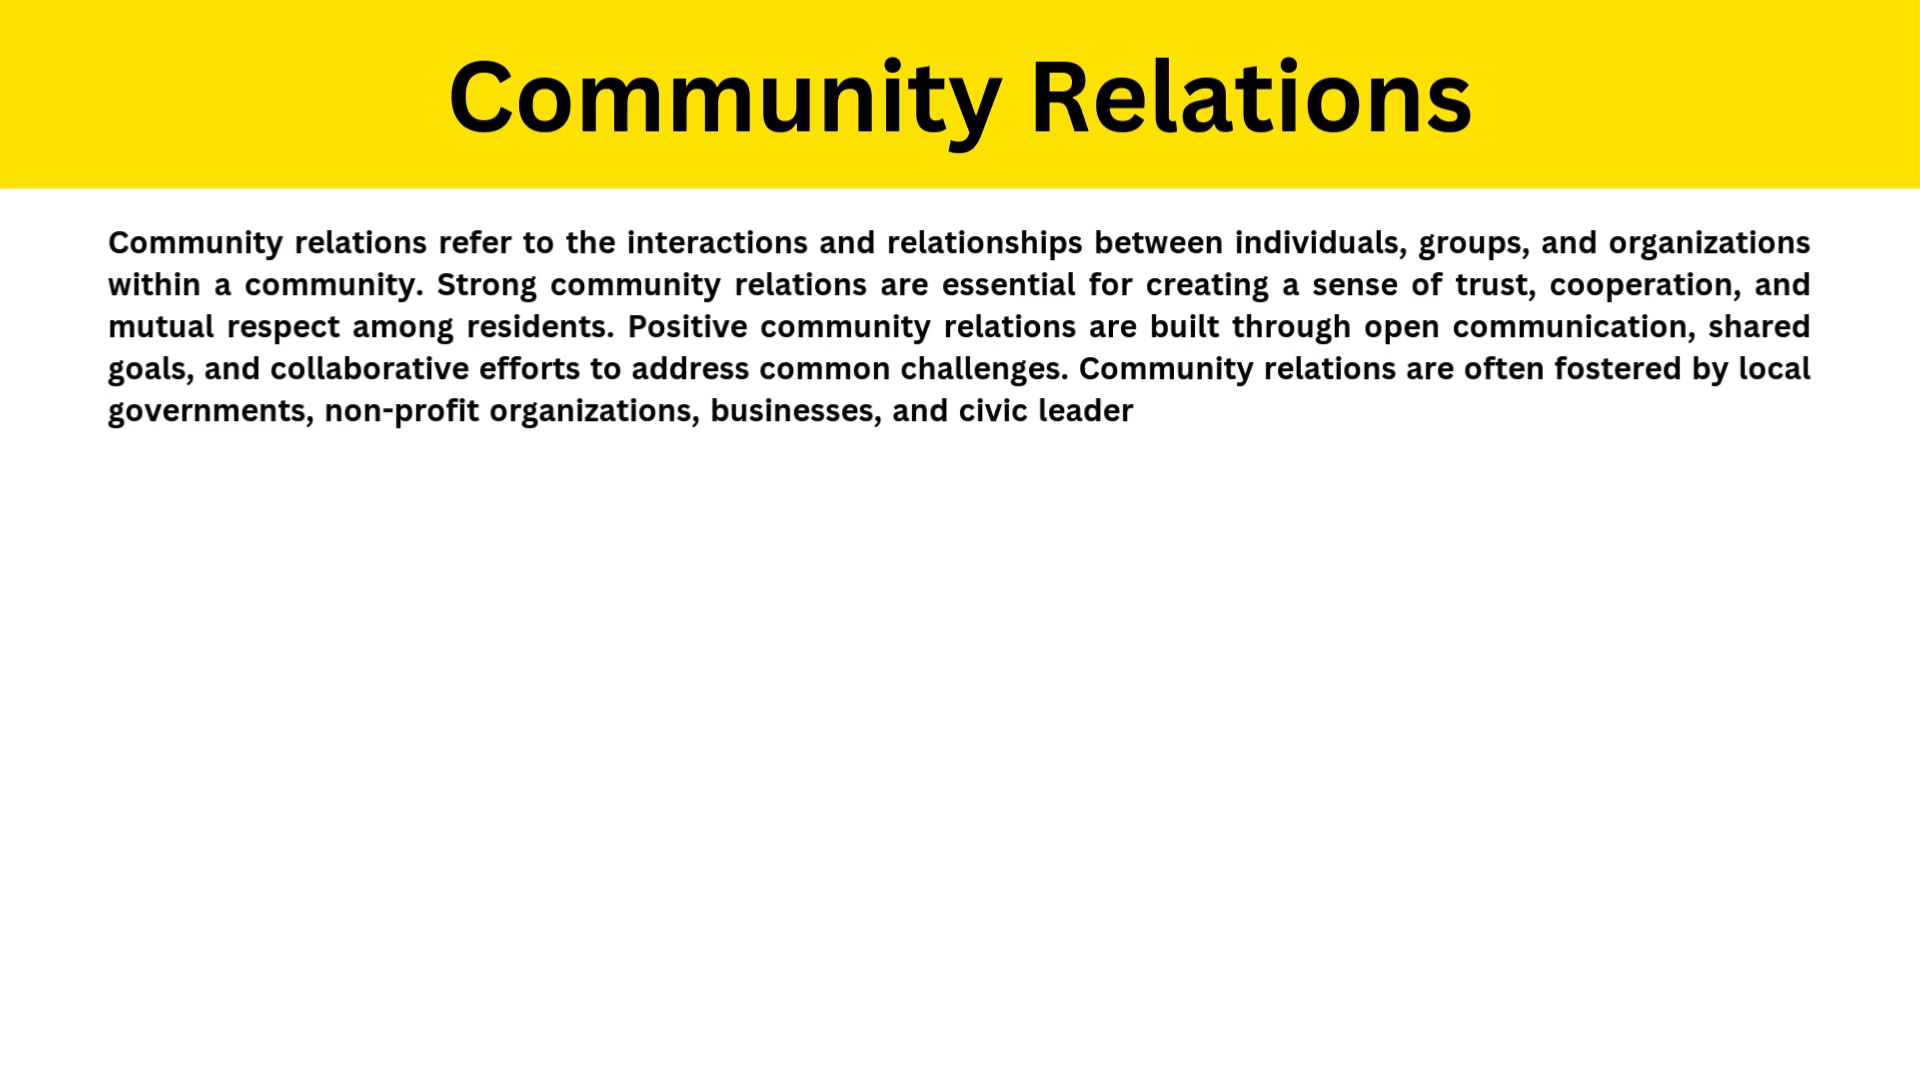 Community Relations
Community relations refer to the interactions and relationships between individuals, groups, and organizations
within a community. Strong community relations are essential for creating a sense of trust, cooperation, and
mutual respect among residents. Positive community relations are built through open communication, shared
goals, and collaborative efforts to address common challenges. Community relations are often fostered by local
governments, non-profit organizations, businesses, and civic leader